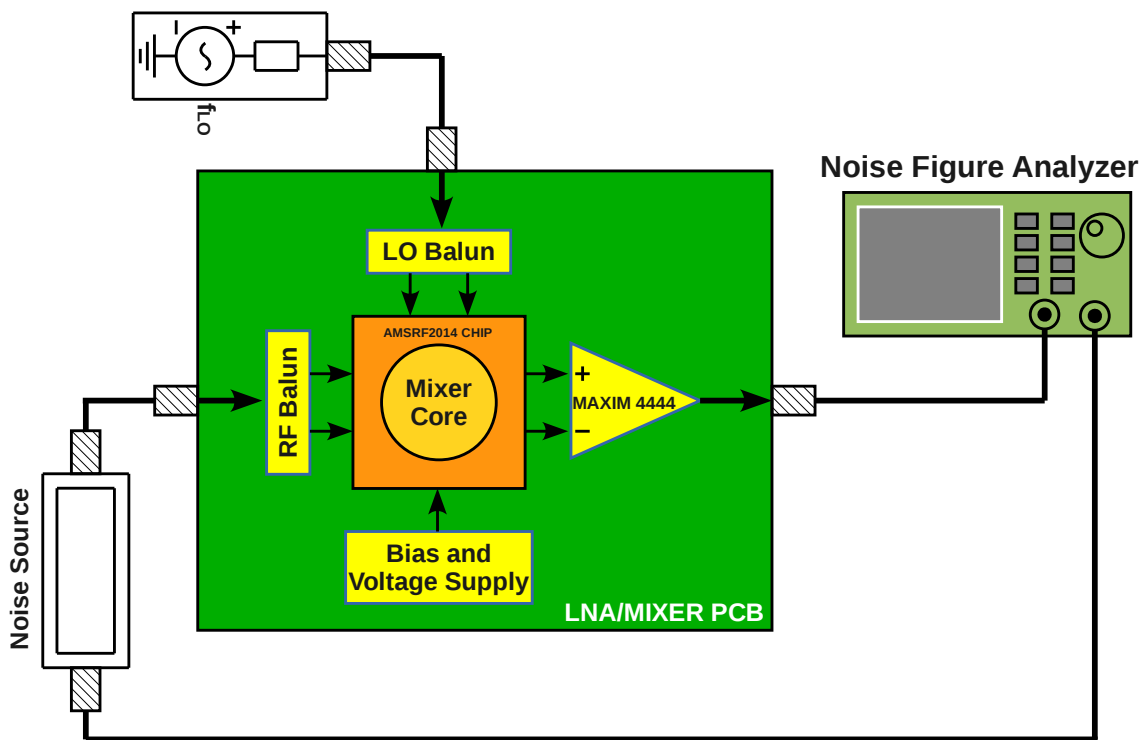 − +
fLO
Noise Figure Analyzer
LO Balun
AMSRF2014 CHIP
Mixer
Core
RF Balun
+
MAXIM 4444
−
Noise Source
Bias and
Voltage Supply
LNA/MIXER PCB